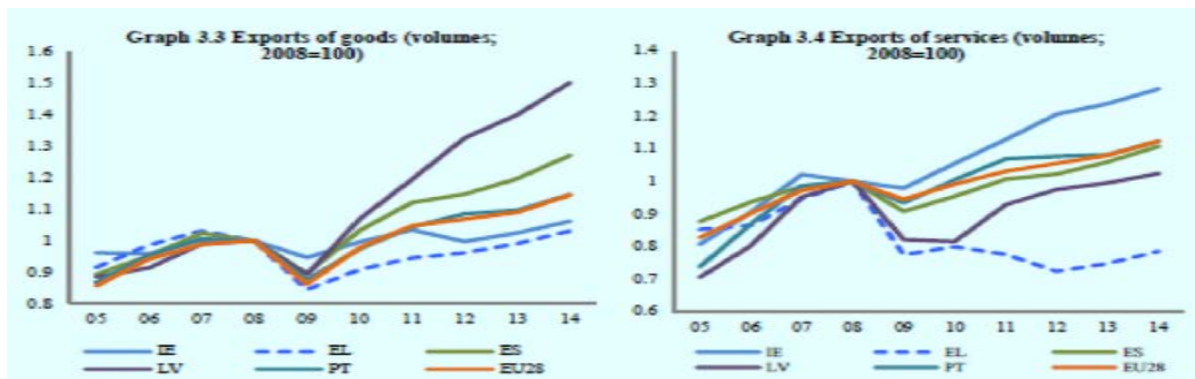 Graph 3.3 Exports of goods (volumes;
2008=100)
1.6
1.5
1.4
1.3
1.2
1.1
1
0.9
0.8
05 06 07 08 09 10 11 12 13 14
IE EL ES
LV PT EU28
Graph 3.4 Exports of services (volumes;
2008=100)
1.4
1.3
1.2
1.1
1
0.9
0.8
0.7
0.6
05 06 07 08 09 10 11 12 13 14
IE EL ES
LV PT EU28